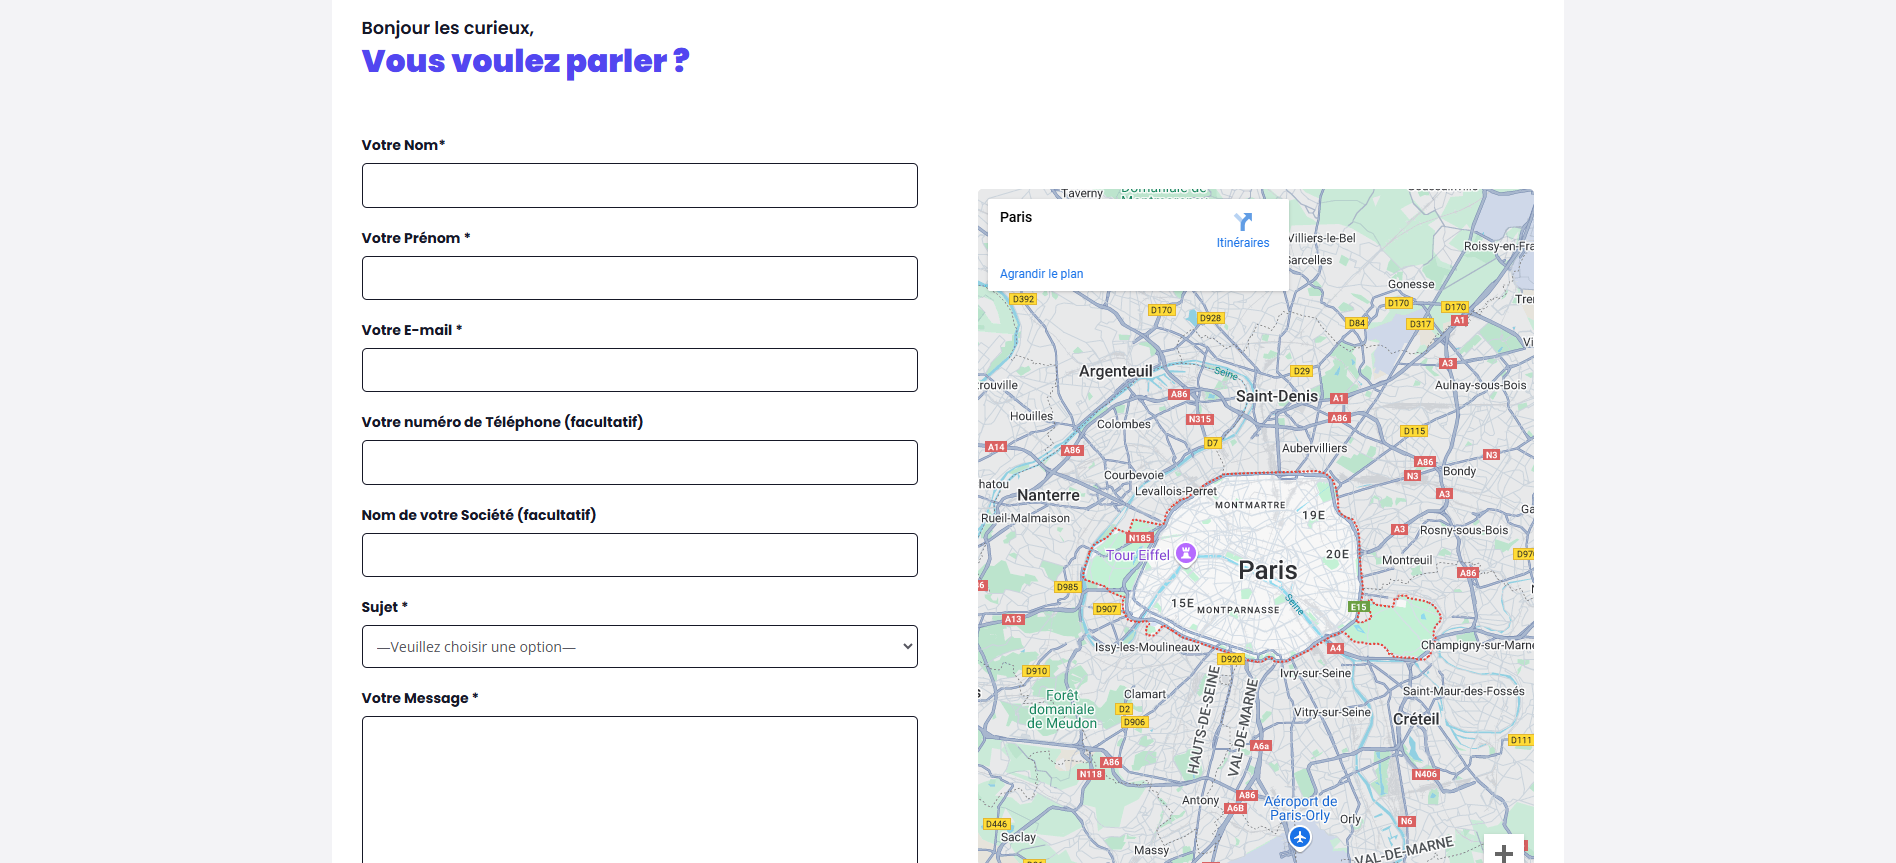 Bonjour les curieux,
Vous voulez parler ?
Votre Nom*
Votre Prénom *
Votre E-mail *
Votre numéro de Téléphone (facultatif)
Nom de votre Société (facultatif)
Sujet *
—Veuillez choisir une option—
Votre Message *
Taverny
Paris
Itinéraires
Agrandir le plan
Villiers-le-Bel
Sarcelles
Roissy-en-Fra
Gonesse
D392
D170
D928
D84
D170
D317
D170
A1
A3
Argenteuil
Seine
D29
Aulnay-sous-Bois
A86
Saint-Denis
A1
Houilles
Colombes
N315
A86
D7
D115
A14
A86
Aubervilliers
N3
A86
Bondy
N3
Courbevoie
Levallois-Perret
Nanterre
A3
Rueil-Malmaison
MONTMARTRE
19E
A3
Rosny-sous-Bois
N185
Tour Eiffel
20E
Montreuil
Paris
A86
D985
D907
15E
MONTPARNASSE
Seine
E15
A13
Issy-les-Moulineaux
D920
A4
Champigny-sur-Marne
D910
Ivry-sur-Seine
Forêt
domaniale
de Meudon
Clamart
D2
D906
HAUTS-DE-SEINE
VAL-DE-MARNE
Vitry-sur-Seine
Saint-Maur-des-Fossés
Créteil
D111
A6a
A86
N118
N406
Antony
A86
A6B
Aéroport de
Paris-Orly
Orly
N6
D446
Saclay
Massy
VAL-DE-MARNE